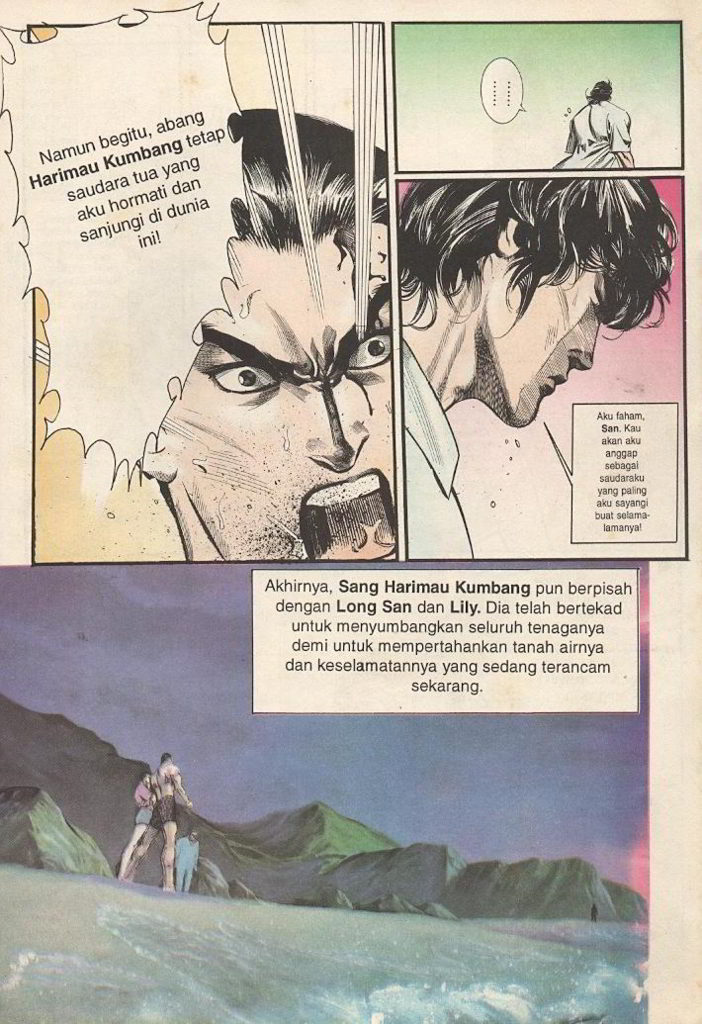 Namun begitu, abang
Harimau Kumbang tetap
saudara tua yang
aku hormati dan
sanjungi di dunia
ini!
Aku faham,
San. Kau
akan aku
anggap
sebagai
saudaraku
yang paling
aku sayangi
buat selama-
lamanya!
Akhirnya, Sang Harimau Kumbang pun berpisah
dengan Long San dan Lily. Dia telah bertekad
untuk menyumbangkan seluruh tenaganya
demi untuk mempertahankan tanah airnya
dan keselamatannya yang sedang terancam
sekarang.